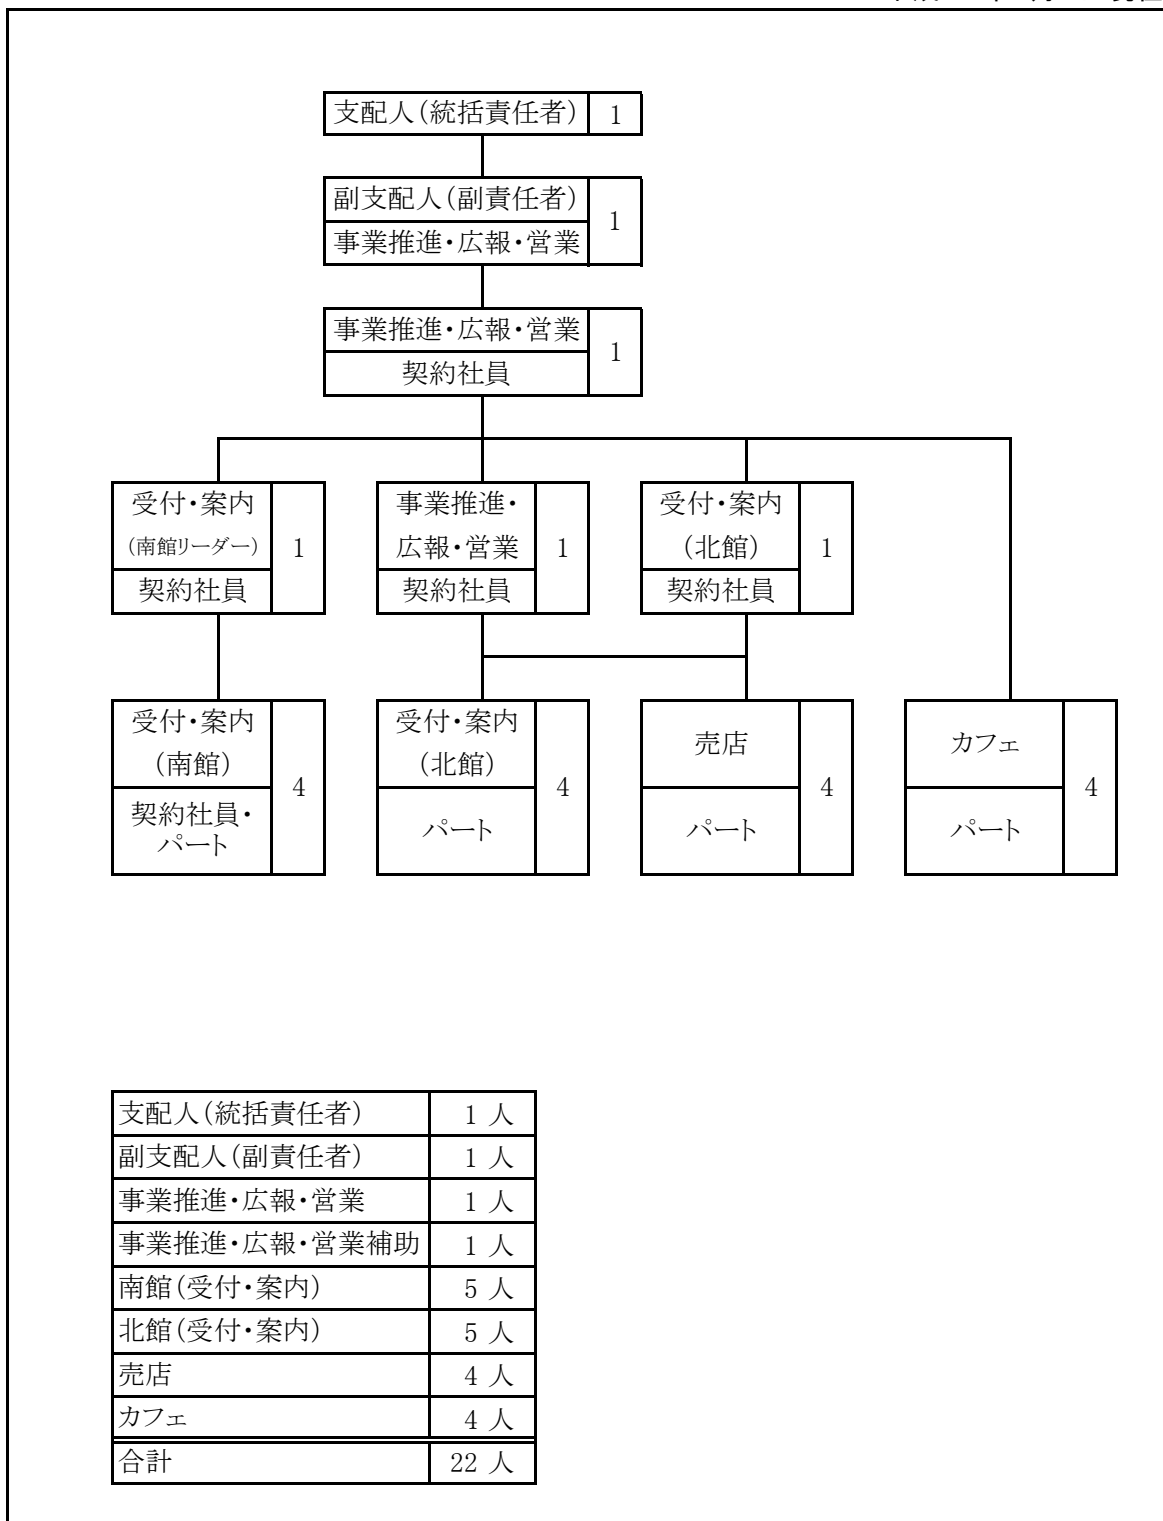 支配人(統括責任者) 1
副支配人(副責任者)
1
事業推進・広報・営業
事業推進・広報・営業
1
契約社員
受付・案内
(南館リーダー)
1
契約社員
事業推進・
広報・営業
1
契約社員
受付・案内
(北館)
1
契約社員
受付・案内
(南館)
4
契約社員・
パート
受付・案内
(北館)
4
パート
売店
4
パート
カフェ
4
パート
支配人(統括責任者) 1 人
副支配人(副責任者) 1 人
事業推進・広報・営業 1 人
事業推進・広報・営業補助 1 人
南館(受付・案内) 5 人
北館(受付・案内) 5 人
売店 4 人
カフェ 4 人
合計 22 人